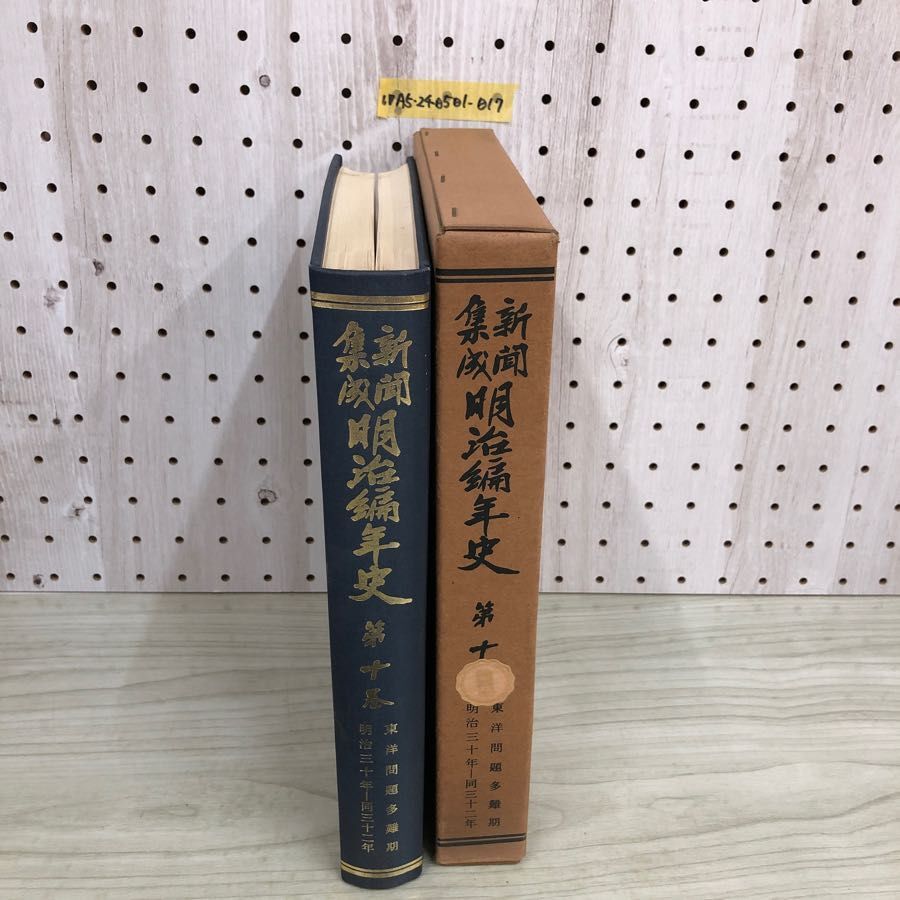 LPA5-240501-017
新聞
集成
明治編年史
第十巻
東洋問題多難期
明治三十年—同三十二年
新聞
集成
明治編年史
第十
東洋問題多難期
明治三十年—同三十二年